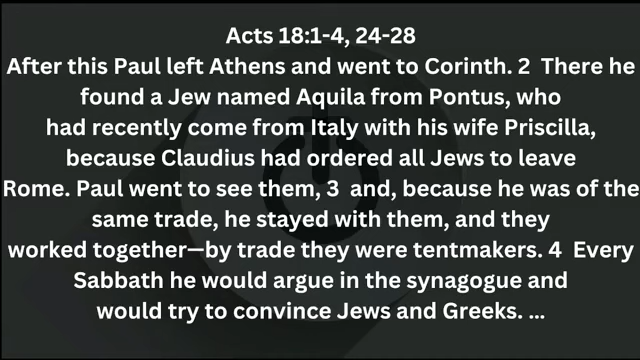 Acts 18:1-4, 24-28
After this Paul left Athens and went to Corinth. 2  There he
found a Jew named Aquila from Pontus, who
had recently come from Italy with his wife Priscilla,
because Claudius had ordered all Jews to leave
Rome. Paul went to see them, 3  and, because he was of the
same trade, he stayed with them, and they
worked together—by trade they were tentmakers. 4  Every
Sabbath he would argue in the synagogue and
would try to convince Jews and Greeks. ...